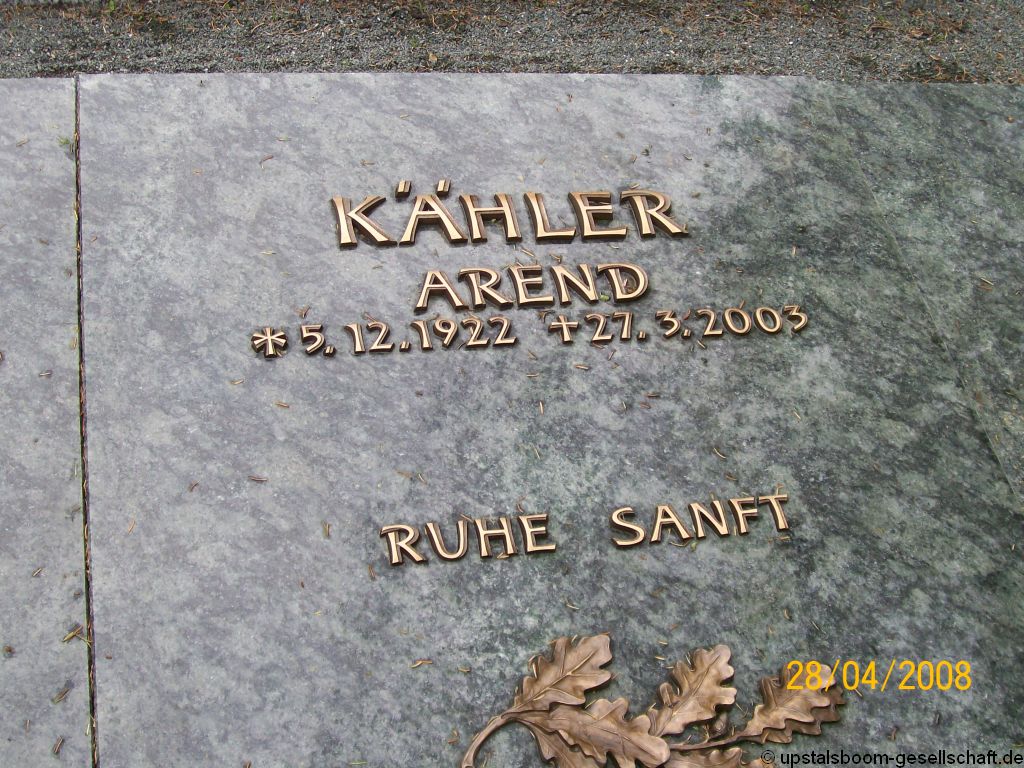 KÄHLER
AREND
* 5. 12. 1922 † 27. 3. 2003
RUHE SANFT
28/04/2008
© upstalsboom-gesellschaft.de